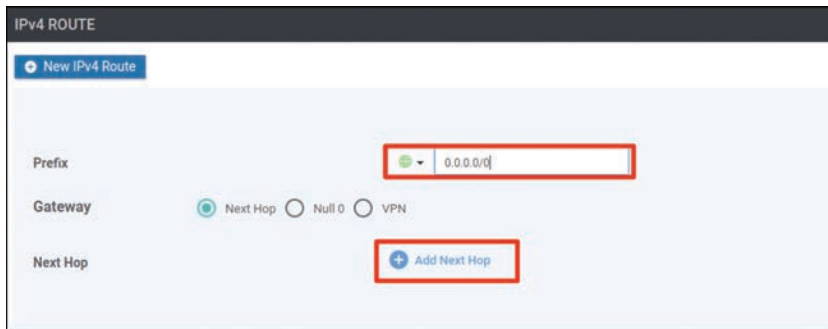 IPv4 ROUTE
New IPv4 Route
Prefix 0.0.0.0/0
Gateway Next Hop Null 0 VPN
Next Hop Add Next Hop